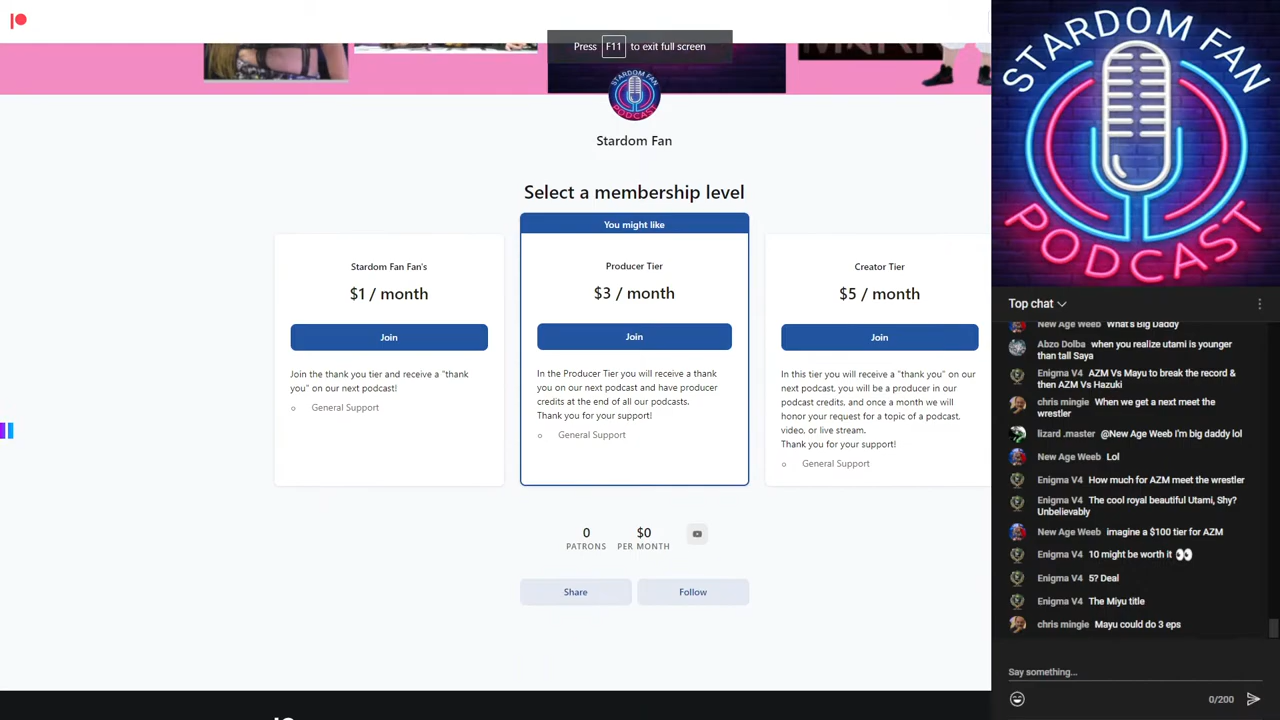 Press F11 to exit full screen
Stardom Fan
Select a membership level
Stardom Fan Fan's
$1 / month
Join
Join the thank you tier and receive a "thank
you" on our next podcast!
General Support
You might like
Producer Tier
$3 / month
Join
In the Producer Tier you will receive a thank
you on our next podcast and have producer
credits at the end of all our podcasts.
Thank you for your support!
General Support
Creator Tier
$5 / month
Join
In this tier you will receive a "thank you" on our
next podcast, you will be a producer in our
podcast credits, and once a month we will
honor your request for a topic of a podcast,
video, or live stream.
Thank you for your support!
General Support
0
PATRONS
$0
PER MONTH
Share
Follow
STARDOM FAN
PODCAST
Top chat
New Age Weeb What's Big Daddy
Abzo Dolba when you realize utami is younger
than tall Saya
Enigma V4 AZM Vs Mayu to break the record &
then AZM Vs Hazuki
chris mingie When we get a next meet the
wrestler
lizard .master @New Age Weeb I'm big daddy lol
New Age Weeb Lol
Enigma V4 How much for AZM meet the wrestler
Enigma V4 The cool royal beautiful Utami, Shy?
Unbelievably
New Age Weeb imagine a $100 tier for AZM
Enigma V4 10 might be worth it 👀
Enigma V4 5? Deal
Enigma V4 The Miyu title
chris mingie Mayu could do 3 eps
Say something...
0/200